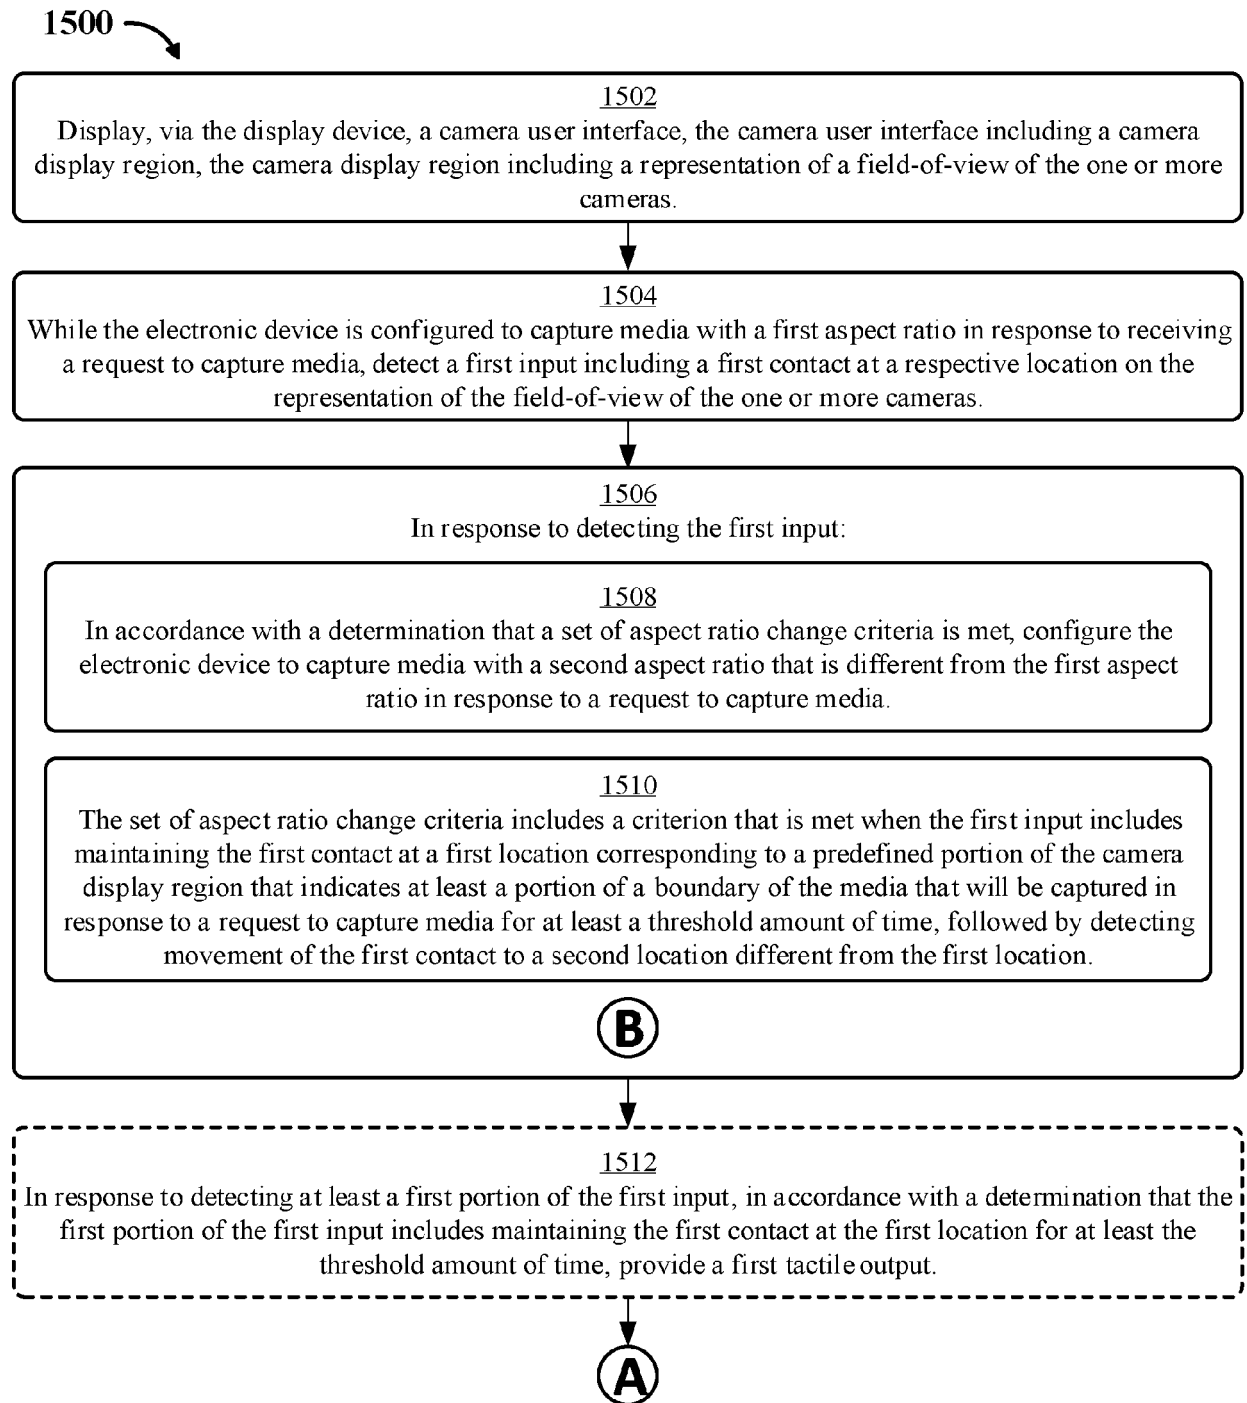 1500
1502
Display, via the display device, a camera user interface, the camera user interface including a camera
display region, the camera display region including a representation of a field-of-view of the one or more
cameras.
1504
While the electronic device is configured to capture media with a first aspect ratio in response to receiving
a request to capture media, detect a first input including a first contact at a respective location on the
representation of the field-of-view of the one or more cameras.
1506
In response to detecting the first input:
1508
In accordance with a determination that a set of aspect ratio change criteria is met, configure the
electronic device to capture media with a second aspect ratio that is different from the first aspect
ratio in response to a request to capture media.
1510
The set of aspect ratio change criteria includes a criterion that is met when the first input includes
maintaining the first contact at a first location corresponding to a predefined portion of the camera
display region that indicates at least a portion of a boundary of the media that will be captured in
response to a request to capture media for at least a threshold amount of time, followed by detecting
movement of the first contact to a second location different from the first location.
B
1512
In response to detecting at least a first portion of the first input, in accordance with a determination that the
first portion of the first input includes maintaining the first contact at the first location for at least the
threshold amount of time, provide a first tactile output.
A